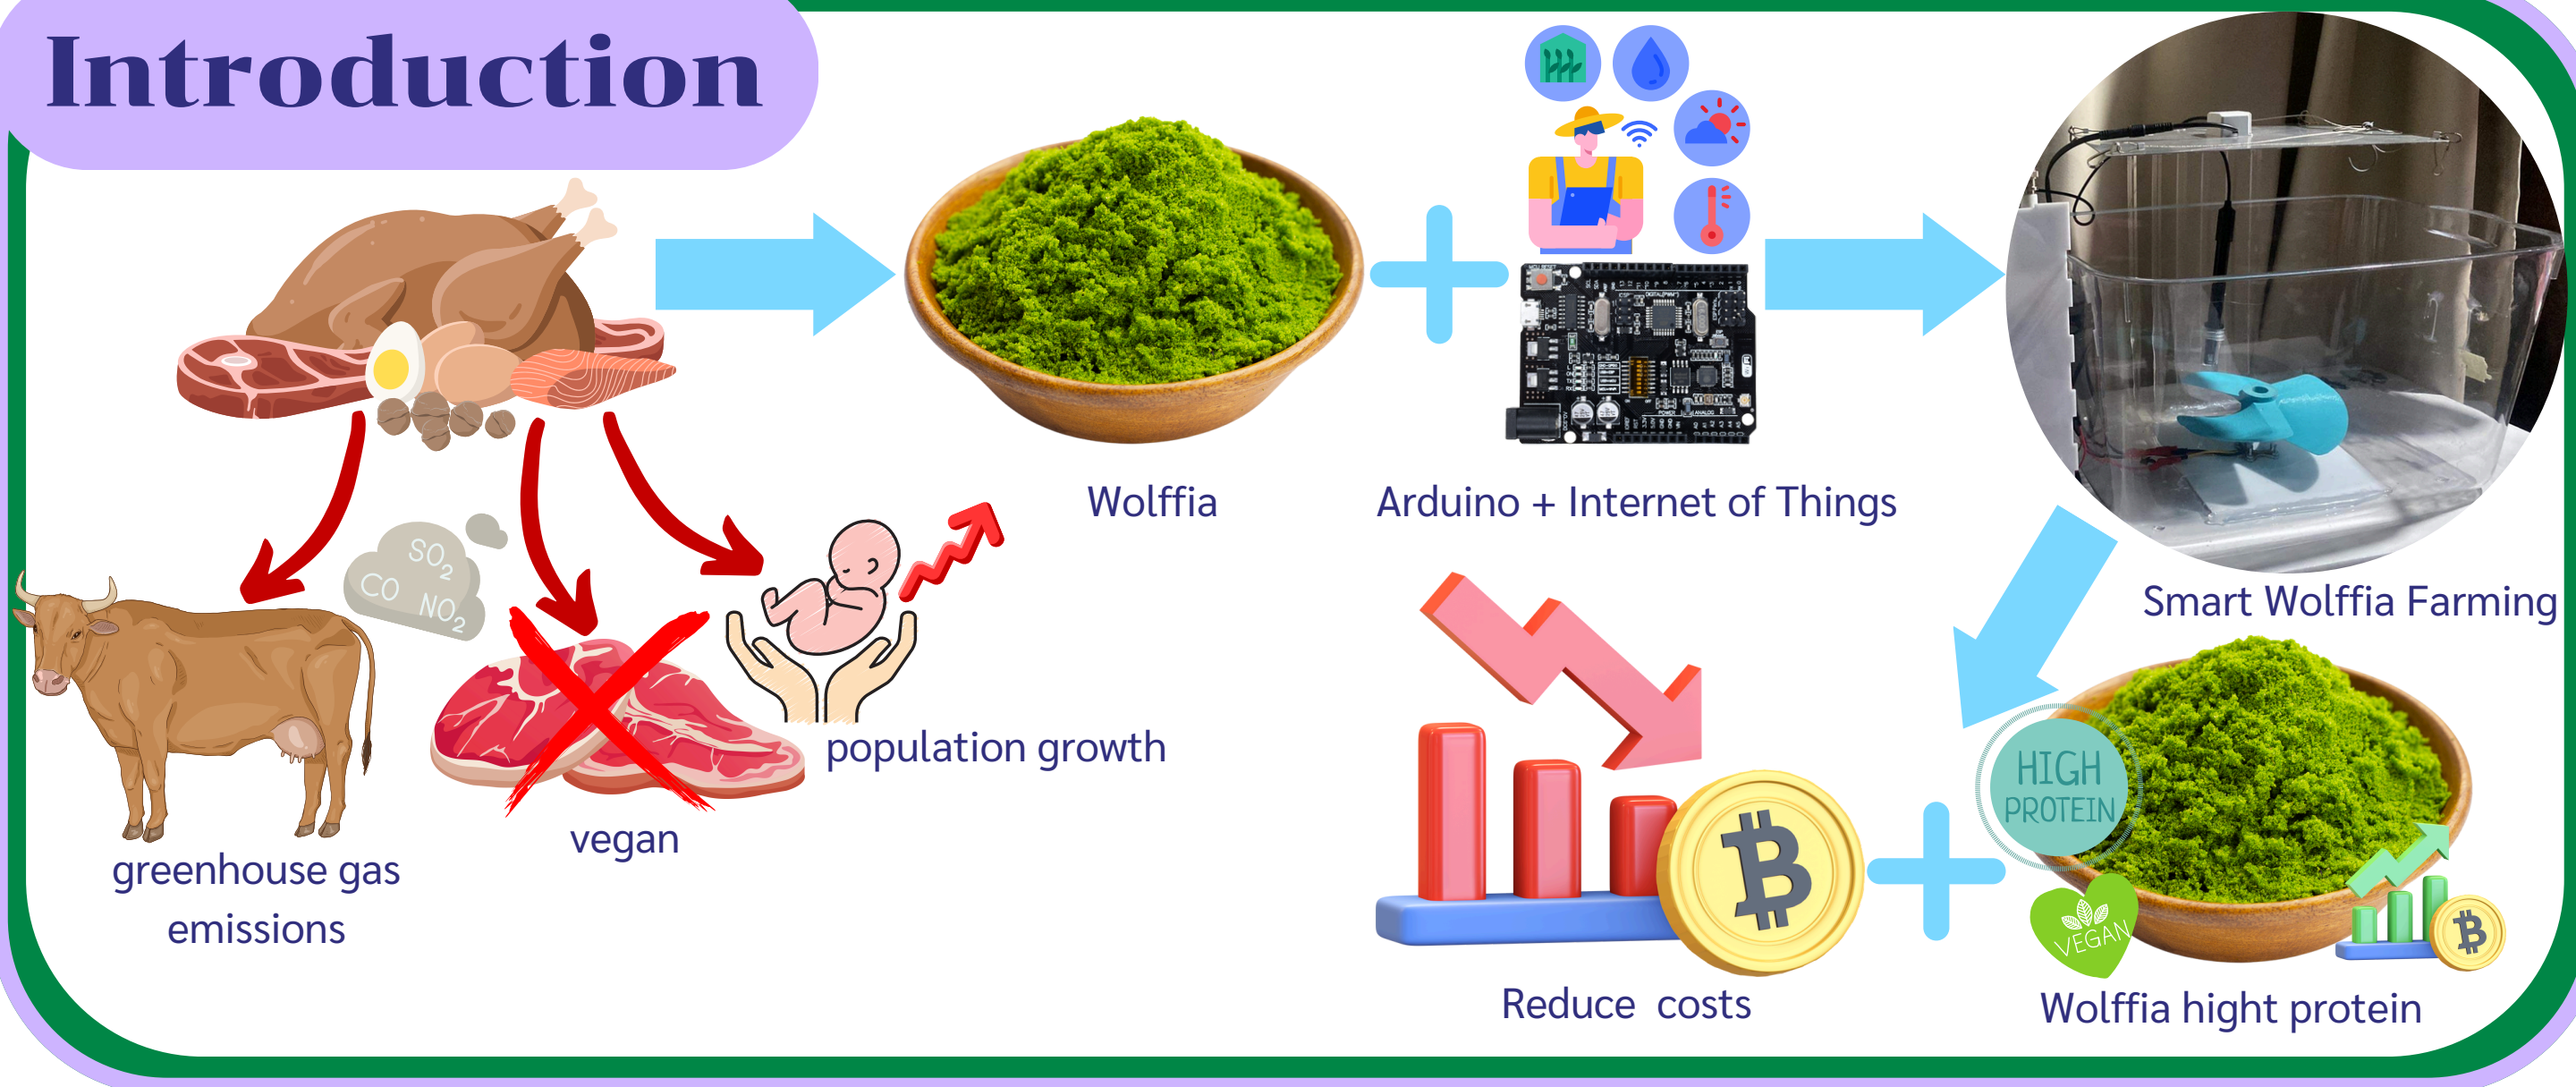 Introduction
Wolffia
Arduino + Internet of Things
Smart Wolffia Farming
SO2
CO NO2
population growth
vegan
greenhouse gas
emissions
HIGH
PROTEIN
VEGAN
Reduce costs
Wolffia hight protein